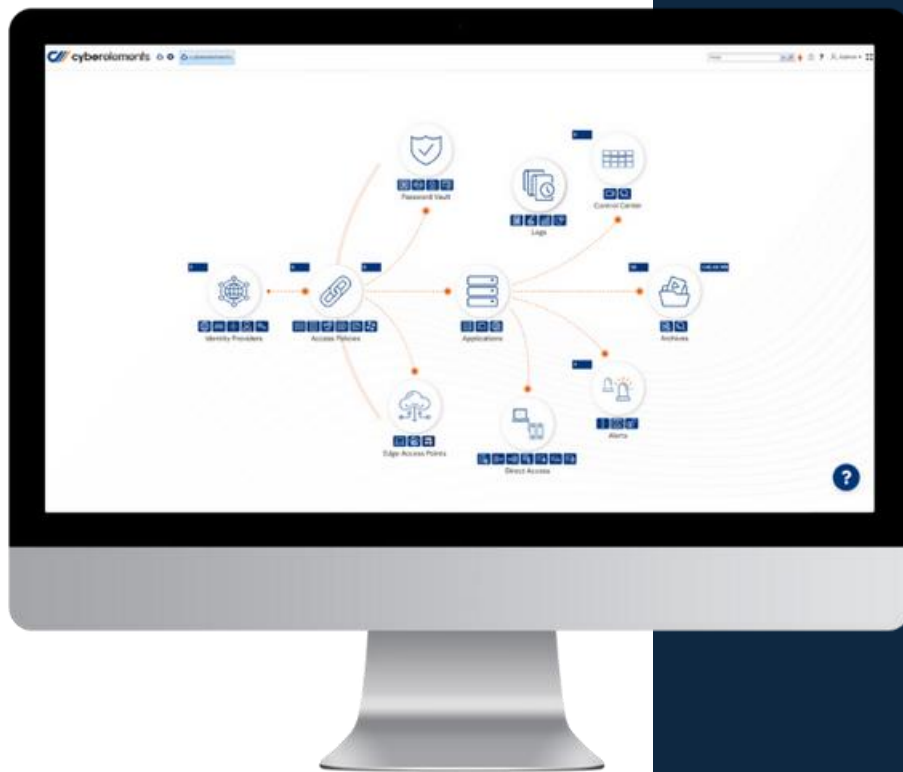 cyberelements
Password Vault
Control Center
Logs
Identity Providers
Access Policies
Applications
Archives
Edge Access Points
Direct Access
Alerts
?